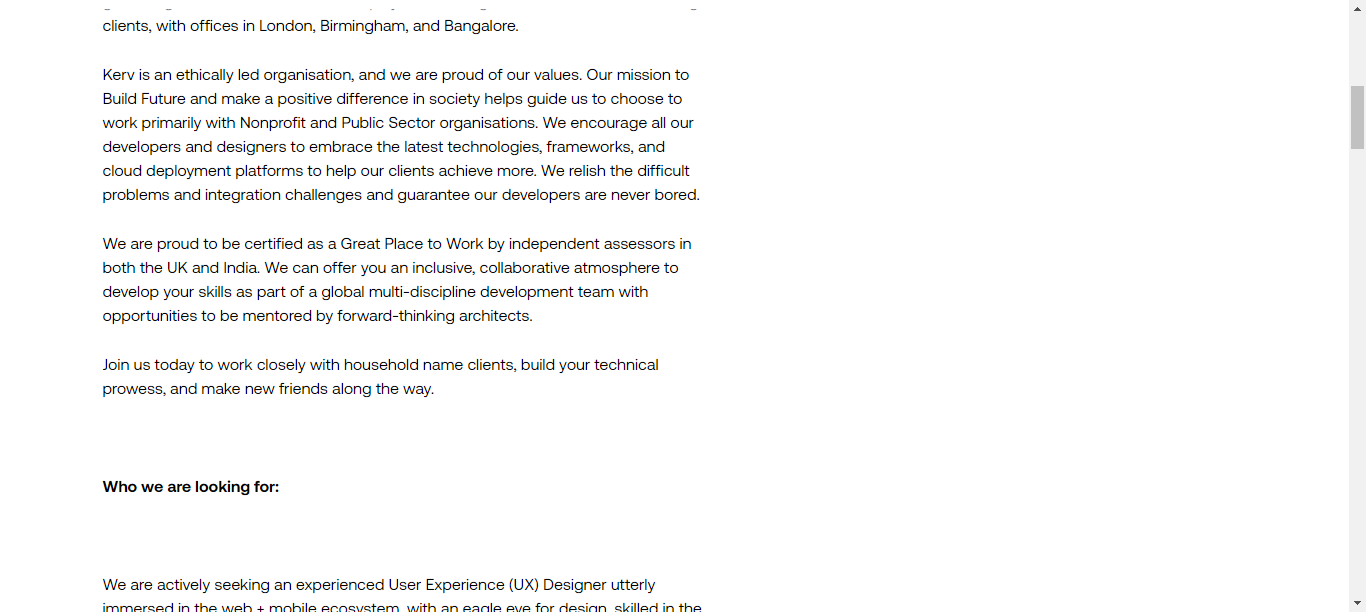 clients, with offices in London, Birmingham, and Bangalore.
Kerv is an ethically led organisation, and we are proud of our values. Our mission to
Build Future and make a positive difference in society helps guide us to choose to
work primarily with Nonprofit and Public Sector organisations. We encourage all our
developers and designers to embrace the latest technologies, frameworks, and
cloud deployment platforms to help our clients achieve more. We relish the difficult
problems and integration challenges and guarantee our developers are never bored.
We are proud to be certified as a Great Place to Work by independent assessors in
both the UK and India. We can offer you an inclusive, collaborative atmosphere to
develop your skills as part of a global multi-discipline development team with
opportunities to be mentored by forward-thinking architects.
Join us today to work closely with household name clients, build your technical
prowess, and make new friends along the way.
Who we are looking for:
We are actively seeking an experienced User Experience (UX) Designer utterly
immersed in the web + mobile ecosystem, with an eagle eye for design, skilled in the